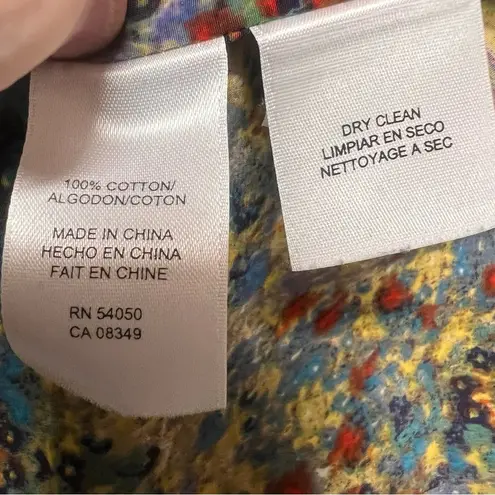 100% COTTON/
ALGODON/COTON
MADE IN CHINA
HECHO EN CHINA
FAIT EN CHINE
RN 54050
CA 08349
DRY CLEAN
LIMPIAR EN SECO
NETTOYAGE A SEC